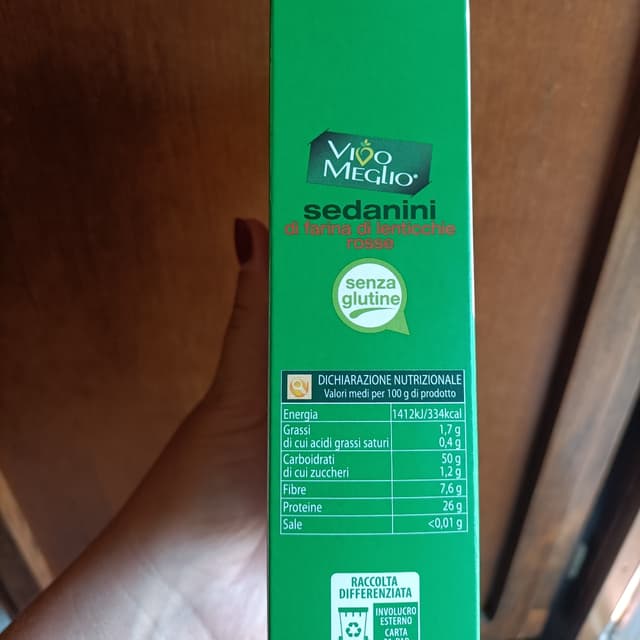 VIVO
MEGLIO®
sedanini
di farina di lenticchie
rosse
senza
glutine
DICHIARAZIONE NUTRIZIONALE
Valori medi per 100 g di prodotto
Energia 1412kJ/334kcal
Grassi 1,7 g
di cui acidi grassi saturi 0,4 g
Carboidrati 50 g
di cui zuccheri 1,2 g
Fibre 7,6 g
Proteine 26 g
Sale <0,01 g
RACCOLTA
DIFFERENZIATA
INVOLUCRO
ESTERNO
CARTA